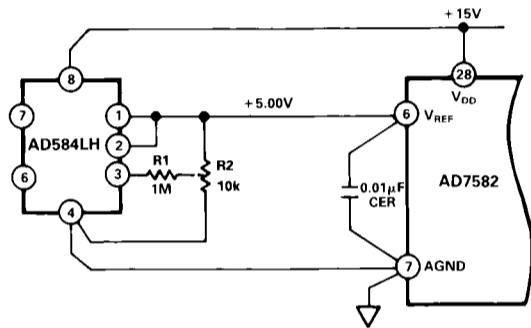 +15V
8
28
V_DD
7
1
+5.00V
6
V_REF
AD584LH
2
R1
R2
6
3
1M
10k
0.01μF
CER
AD7582
4
7
AGND